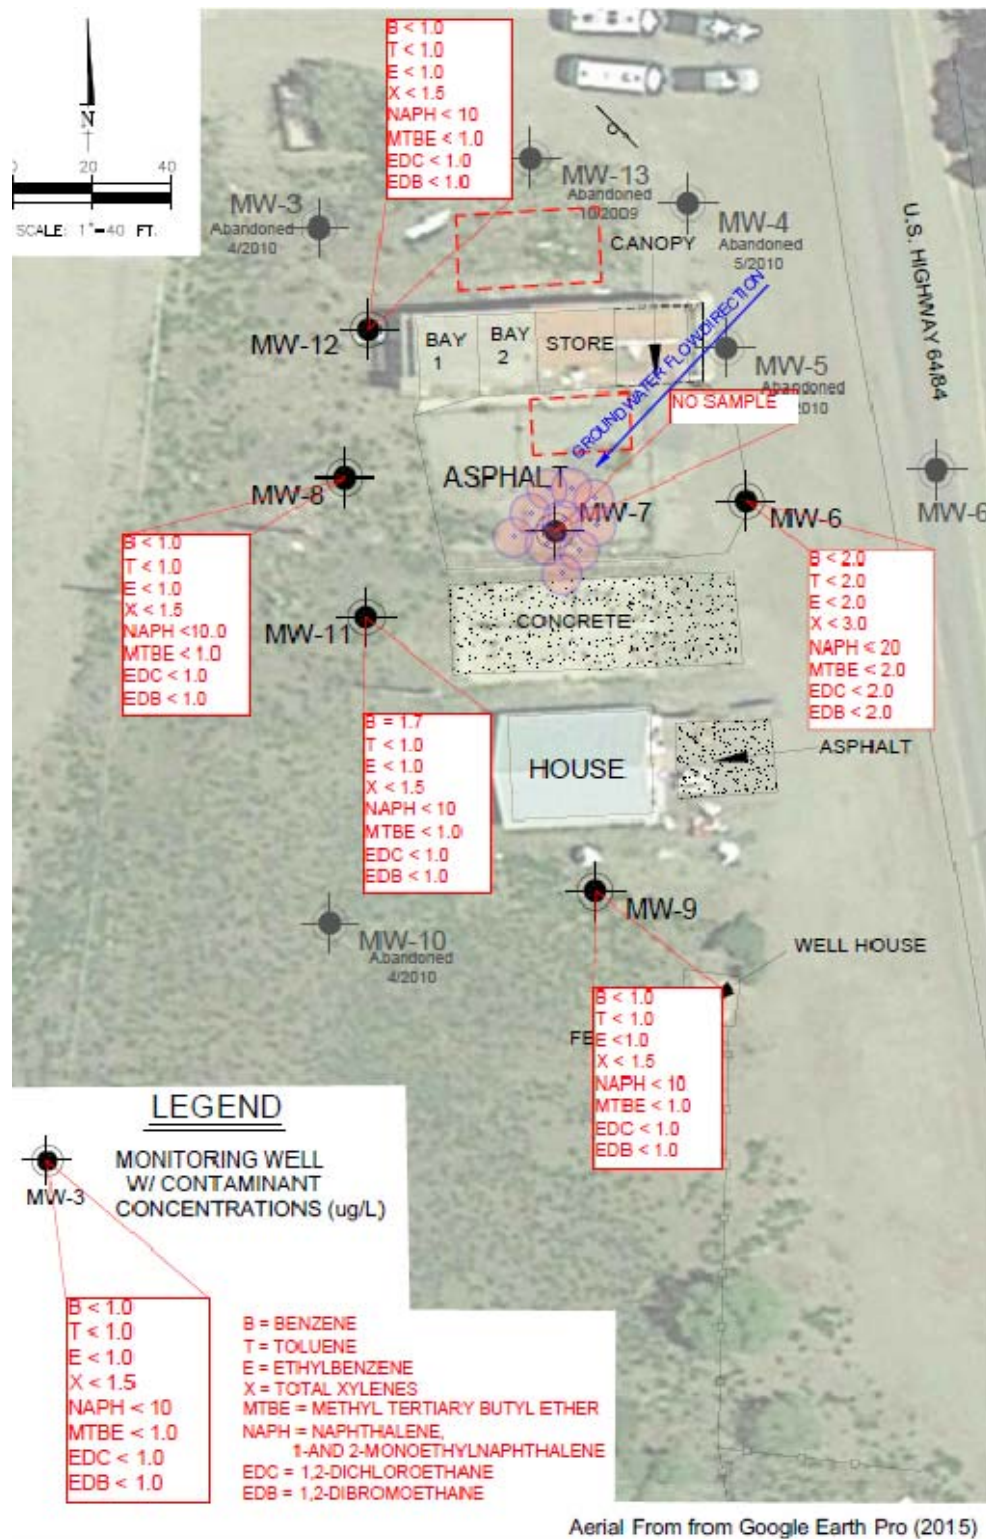 N
0 20 40
SCALE: 1"=40 FT.
B < 1.0
T < 1.0
E < 1.0
X < 1.5
NAPH < 10
MTBE < 1.0
EDC < 1.0
EDB < 1.0
MW-13
Abandoned
10/2009
MW-3
Abandoned
4/2010
MW-4
Abandoned
5/2010
CANOPY
U.S. HIGHWAY 64/84
GROUND WATER FLOW DIRECTION
MW-12
BAY
1
BAY
2
STORE
MW-5
Abandoned
2010
NO SAMPLE
ASPHALT
MW-8
MW-7
MW-6
MW-6
B < 1.0
T < 1.0
E < 1.0
X < 1.5
NAPH <10.0
MTBE < 1.0
EDC < 1.0
EDB < 1.0
B < 2.0
T < 2.0
E < 2.0
X < 3.0
NAPH < 20
MTBE < 2.0
EDC < 2.0
EDB < 2.0
MW-11
CONCRETE
B = 1.7
T < 1.0
E < 1.0
X < 1.5
NAPH < 10
MTBE < 1.0
EDC < 1.0
EDB < 1.0
HOUSE
ASPHALT
MW-9
MW-10
Abandoned
4/2010
WELL HOUSE
FE
B < 1.0
T < 1.0
E <1.0
X < 1.5
NAPH < 10
MTBE < 1.0
EDC < 1.0
EDB < 1.0
LEGEND
MW-3
MONITORING WELL
W/ CONTAMINANT
CONCENTRATIONS (ug/L)
B < 1.0
T < 1.0
E < 1.0
X < 1.5
NAPH < 10
MTBE < 1.0
EDC < 1.0
EDB < 1.0
B = BENZENE
T = TOLUENE
E = ETHYLBENZENE
X = TOTAL XYLENES
MTBE = METHYL TERTIARY BUTYL ETHER
NAPH = NAPHTHALENE,
1-AND 2-MONOETHYLNAPHTHALENE
EDC = 1,2-DICHLOROETHANE
EDB = 1,2-DIBROMOETHANE
Aerial From from Google Earth Pro (2015)